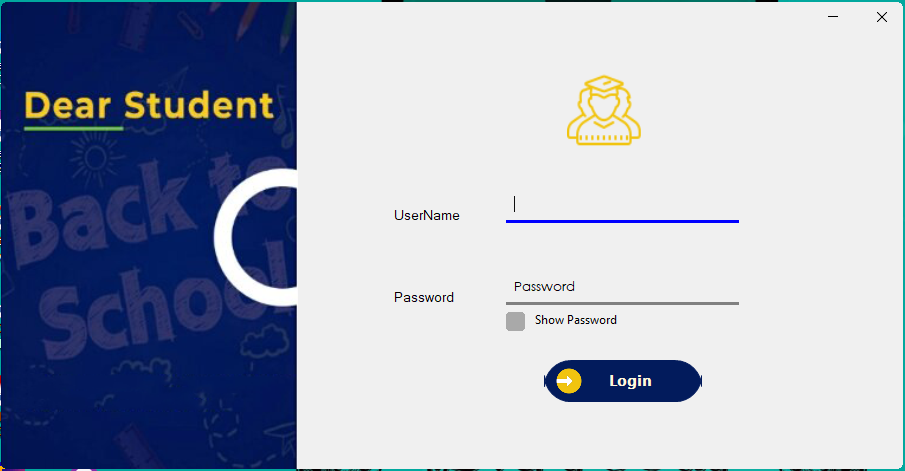 Dear Student
Back to
School
UserName
Password
Password
Show Password
Login